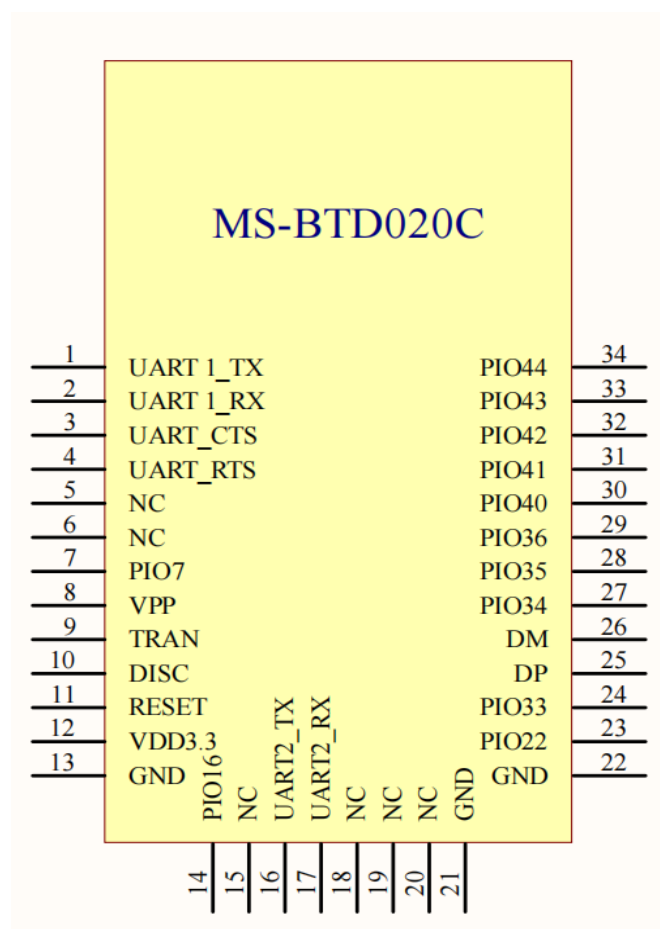 MS-BTD020C
1 UART 1_TX PIO44 34
2 UART 1_RX PIO43 33
3 UART_CTS PIO42 32
4 UART_RTS PIO41 31
5 NC PIO40 30
6 NC PIO36 29
7 PIO7 PIO35 28
8 VPP PIO34 27
9 TRAN DM 26
10 DISC DP 25
11 RESET PIO33 24
12 VDD3.3 PIO22 23
13 GND GND 22
PIO16 NC UART2_TX UART2_RX NC NC NC GND
14 15 16 17 18 19 20 21